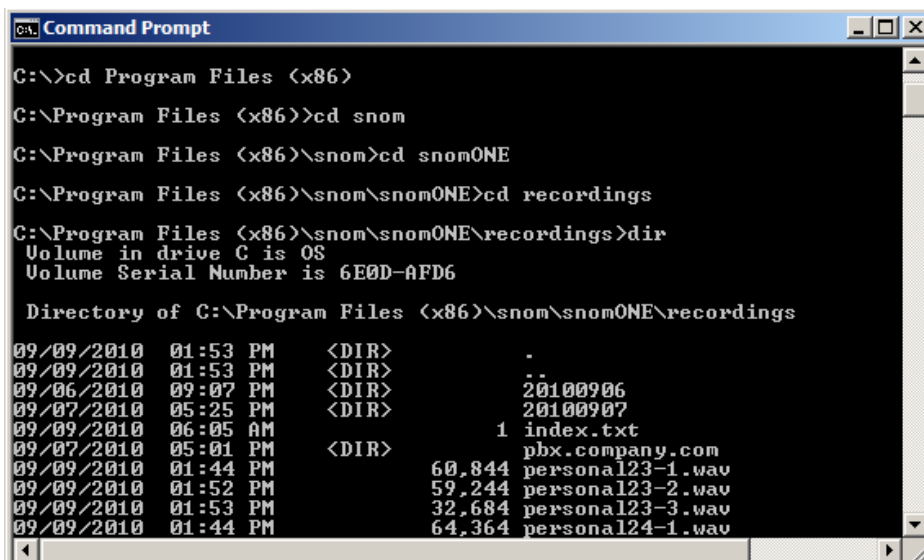 Command Prompt
C:\>cd Program Files (x86)
C:\Program Files (x86)>cd snom
C:\Program Files (x86)\snom>cd snomONE
C:\Program Files (x86)\snom\snomONE>cd recordings
C:\Program Files (x86)\snom\snomONE\recordings>dir
Volume in drive C is OS
Volume Serial Number is 6E0D-AFD6
Directory of C:\Program Files (x86)\snom\snomONE\recordings
09/09/2010 01:53 PM <DIR> .
09/09/2010 01:53 PM <DIR> ..
09/06/2010 09:07 PM <DIR> 20100906
09/07/2010 05:25 PM <DIR> 20100907
09/09/2010 06:05 AM 1 index.txt
09/07/2010 05:01 PM <DIR> pbx.company.com
09/09/2010 01:44 PM 60,844 personal23-1.wav
09/09/2010 01:52 PM 59,244 personal23-2.wav
09/09/2010 01:53 PM 32,684 personal23-3.wav
09/09/2010 01:44 PM 64,364 personal24-1.wav